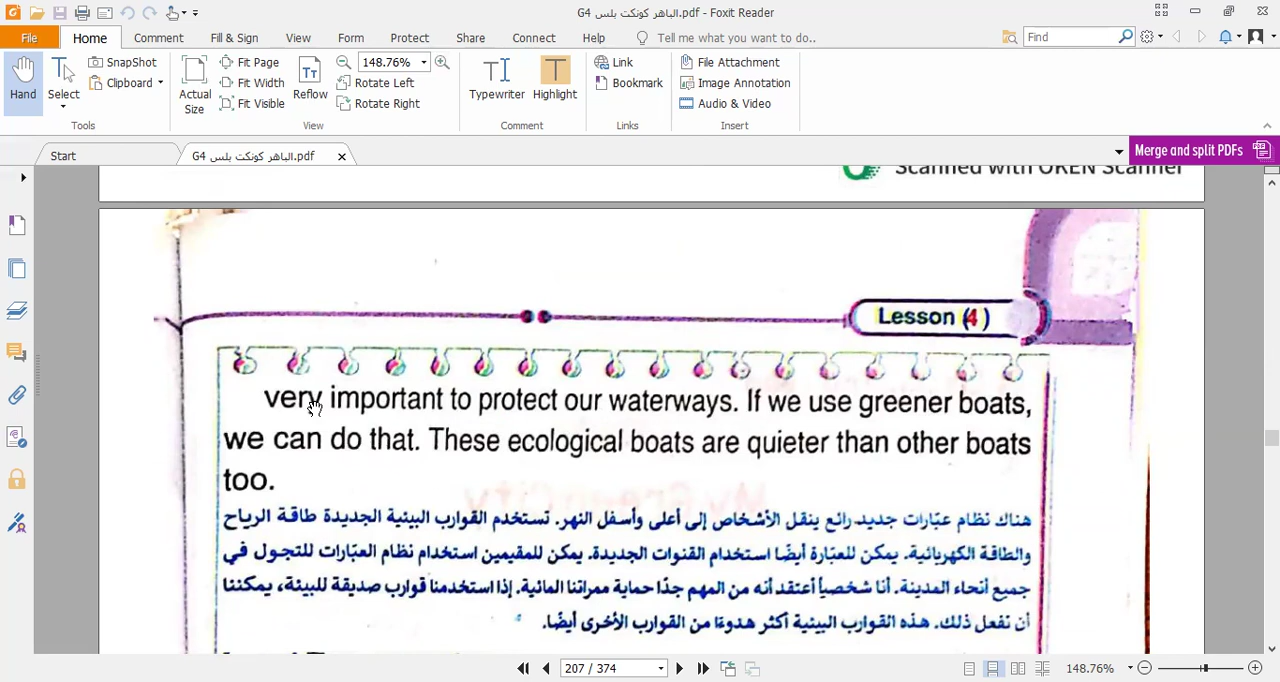 G4 الباهر كونكت بلس.pdf - Foxit Reader
File Home Comment Fill & Sign View Form Protect Share Connect Help Tell me what you want to do.. Find
Hand
Select
SnapShot
Clipboard
Tools
Actual Size
Fit Page
Fit Width
Fit Visible
Reflow
148.76%
Rotate Left
Rotate Right
View
Typewriter
Highlight
Comment
Link
Bookmark
Links
File Attachment
Image Annotation
Audio & Video
Insert
Start
G4 الباهر كونكت بلس.pdf
Merge and split PDFs
Scanned with OKEN Scanner
Lesson (4)
very important to protect our waterways. If we use greener boats,
we can do that. These ecological boats are quieter than other boats
too.
هناك نظام عبّارات جديد رائع ينقل الأشخاص إلى أعلى وأسفل النهر. تستخدم القوارب البيئية الجديدة طاقة الرياح
والطاقة الكهربائية. يمكن للعبّارة أيضًا استخدام القنوات الجديدة. يمكن للمقيمين استخدام نظام العبّارات للتجول في
جميع أنحاء المدينة. أنا شخصياً أعتقد أنه من المهم جدًا حماية ممراتنا المائية. إذا استخدمنا قوارب صديقة للبيئة، يمكننا
أن نفعل ذلك. هذه القوارب البيئية أكثر هدوءًا من القوارب الأخرى أيضًا.
207 / 374
148.76%